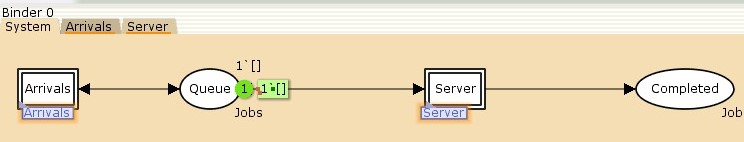 Binder 0
System Arrivals Server
1`[]
Arrivals Queue 1 1`[] Server Completed
Arrivals Jobs Server Job